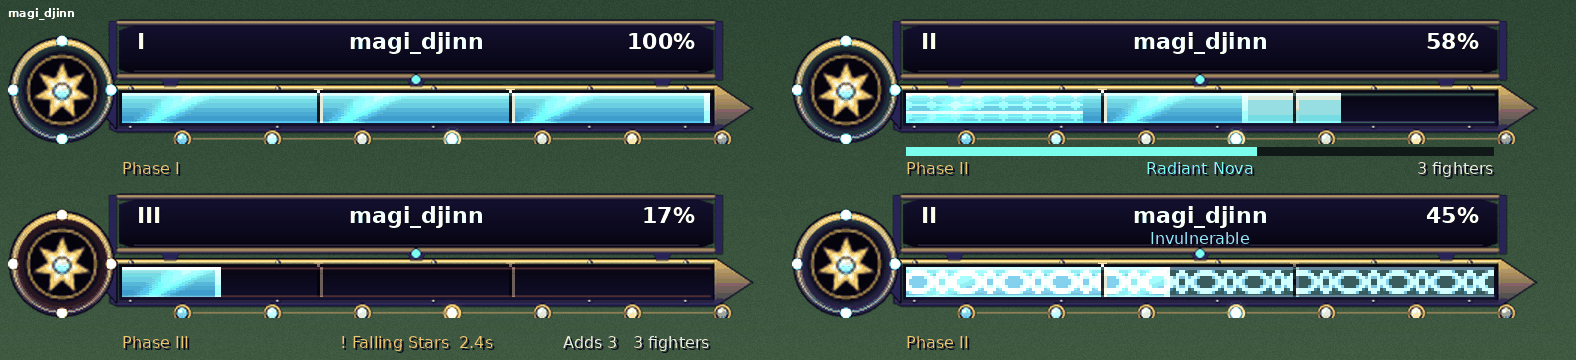 magi_djinn
I magi_djinn 100%
Phase I
II magi_djinn 58%
Phase II Radiant Nova 3 fighters
III magi_djinn 17%
Phase III ! Falling Stars 2.4s Adds 3 3 fighters
II magi_djinn 45%
Invulnerable
Phase II